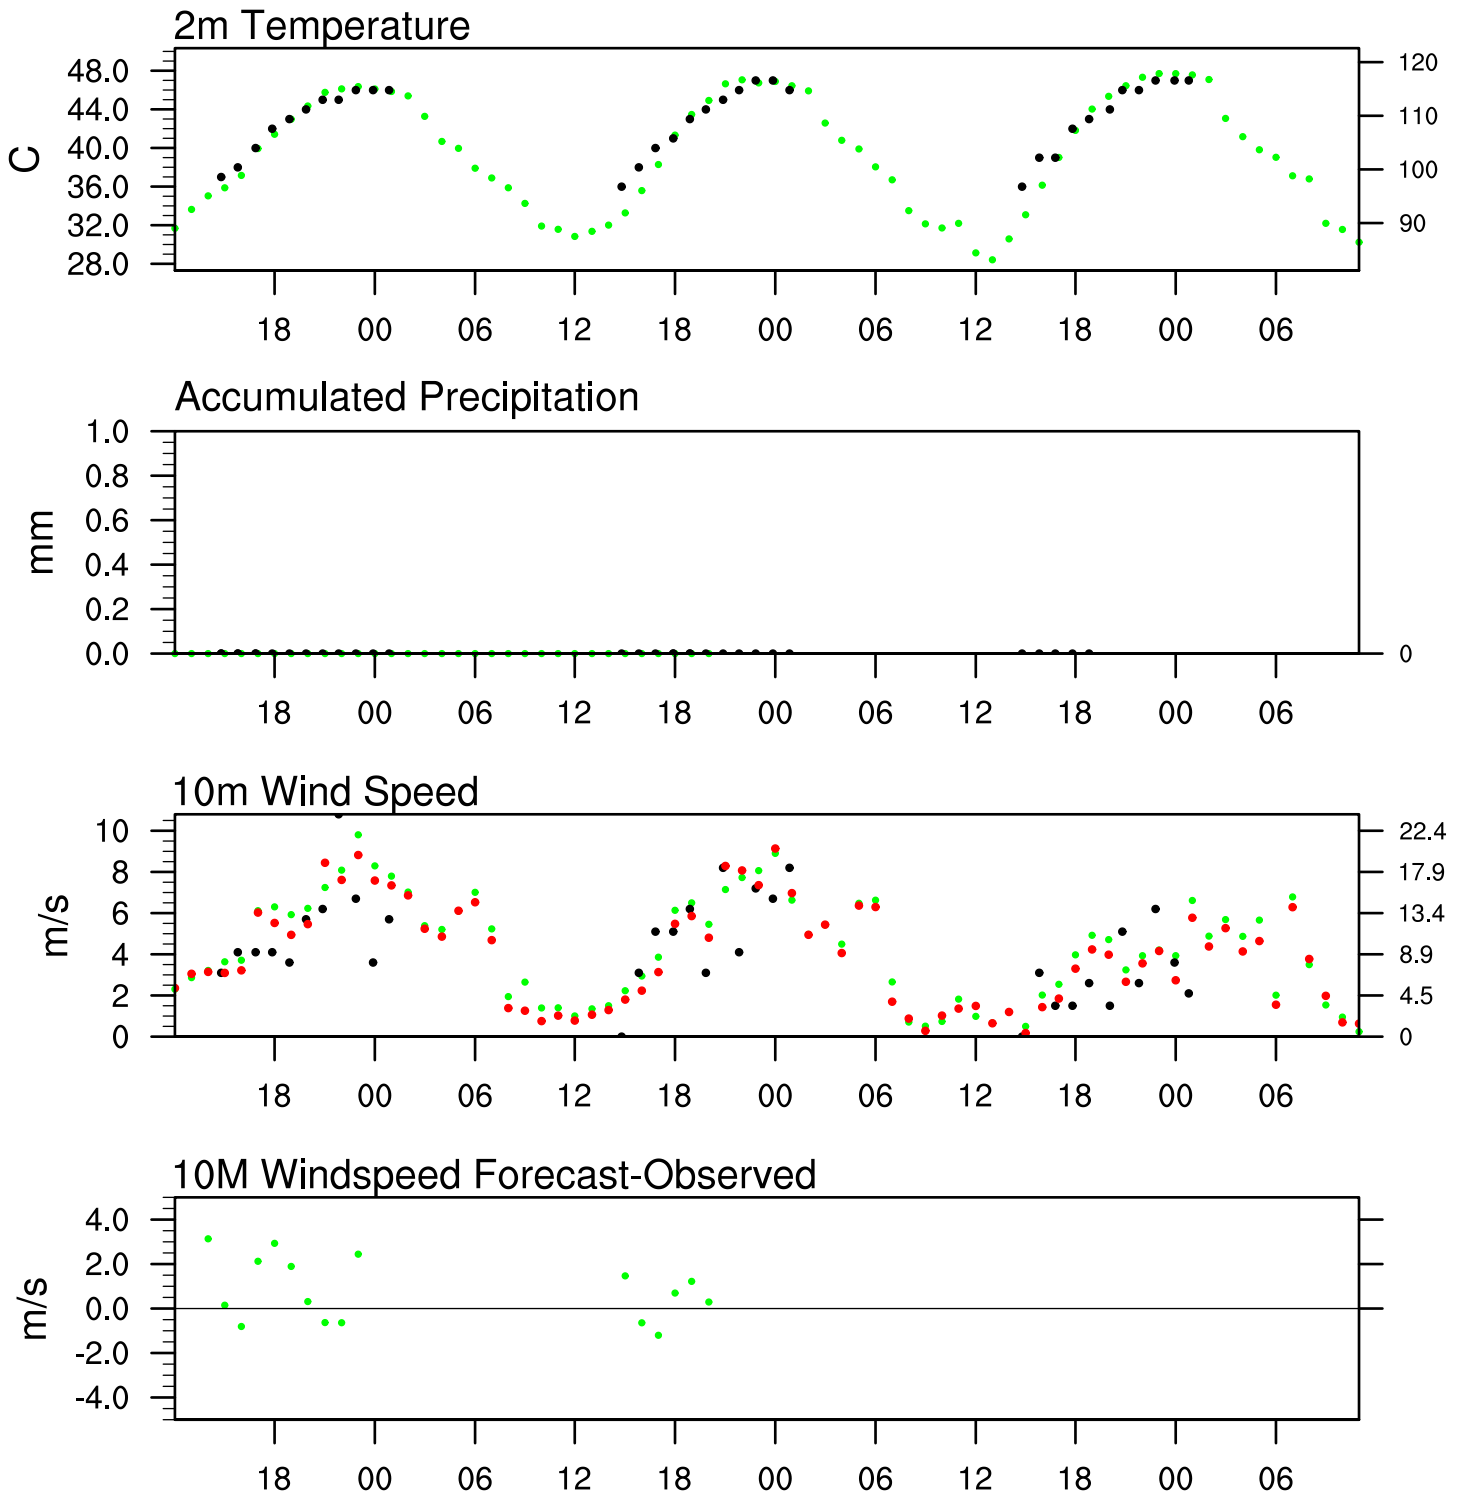 2m Temperature
48.0
44.0
40.0
36.0
32.0
28.0
C
120
110
100
90
18 00 06 12 18 00 06 12 18 00 06
Accumulated Precipitation
1.0
0.8
0.6
0.4
0.2
0.0
mm
0
18 00 06 12 18 00 06 12 18 00 06
10m Wind Speed
10
8
6
4
2
0
m/s
22.4
17.9
13.4
8.9
4.5
0
18 00 06 12 18 00 06 12 18 00 06
10M Windspeed Forecast-Observed
4.0
2.0
0.0
-2.0
-4.0
m/s
18 00 06 12 18 00 06 12 18 00 06